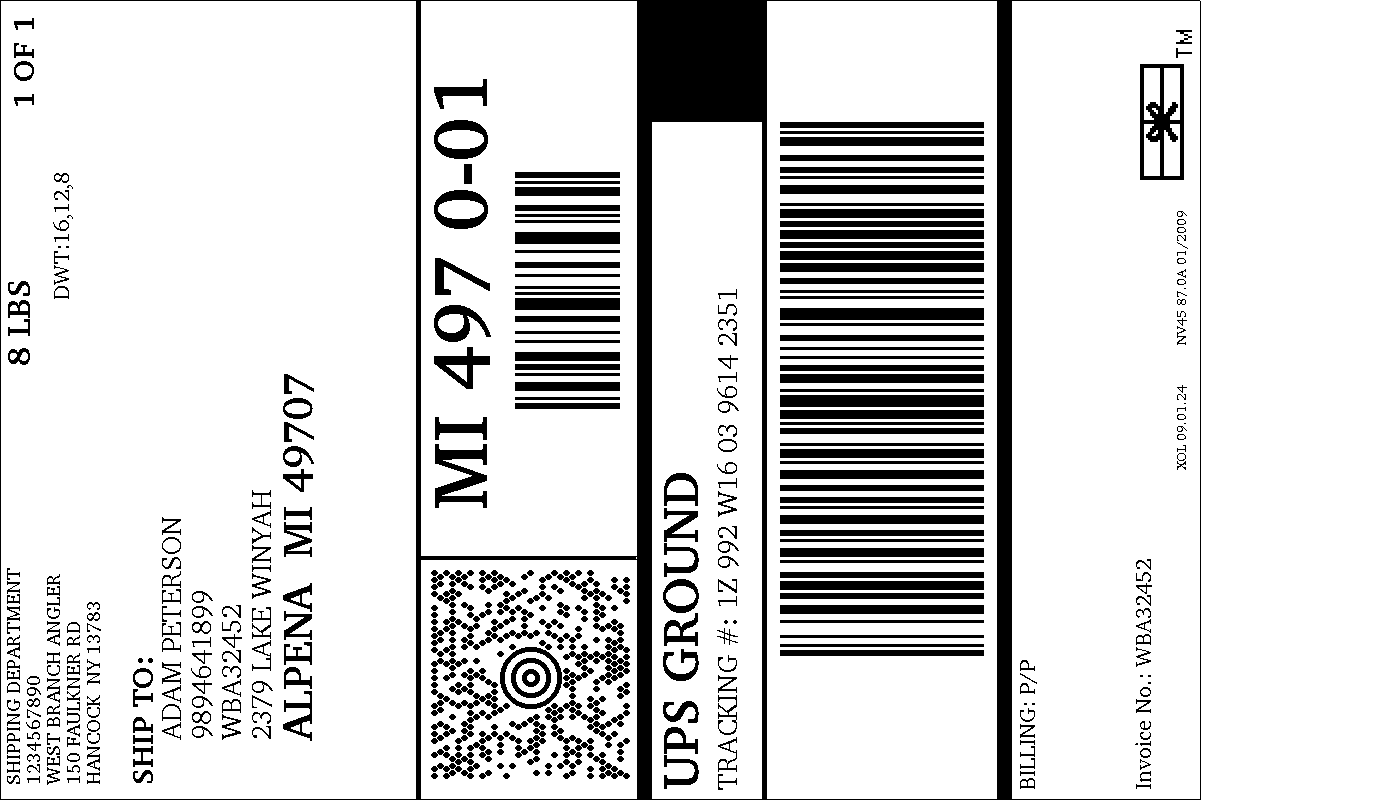 SHIPPING DEPARTMENT
1234567890
WEST BRANCH ANGLER
150 FAULKNER RD
HANCOCK NY 13783
8 LBS
1 OF 1
DWT:16,12,8
SHIP TO:
ADAM PETERSON
9894641899
WBA32452
2379 LAKE WINYAH
ALPENA MI 49707
MI 497 0-01
UPS GROUND
TRACKING #: 1Z 992 W16 03 9614 2351
BILLING: P/P
Invoice No.: WBA32452
XOL 09.01.24 NV45 87.0A 01/2009
TM